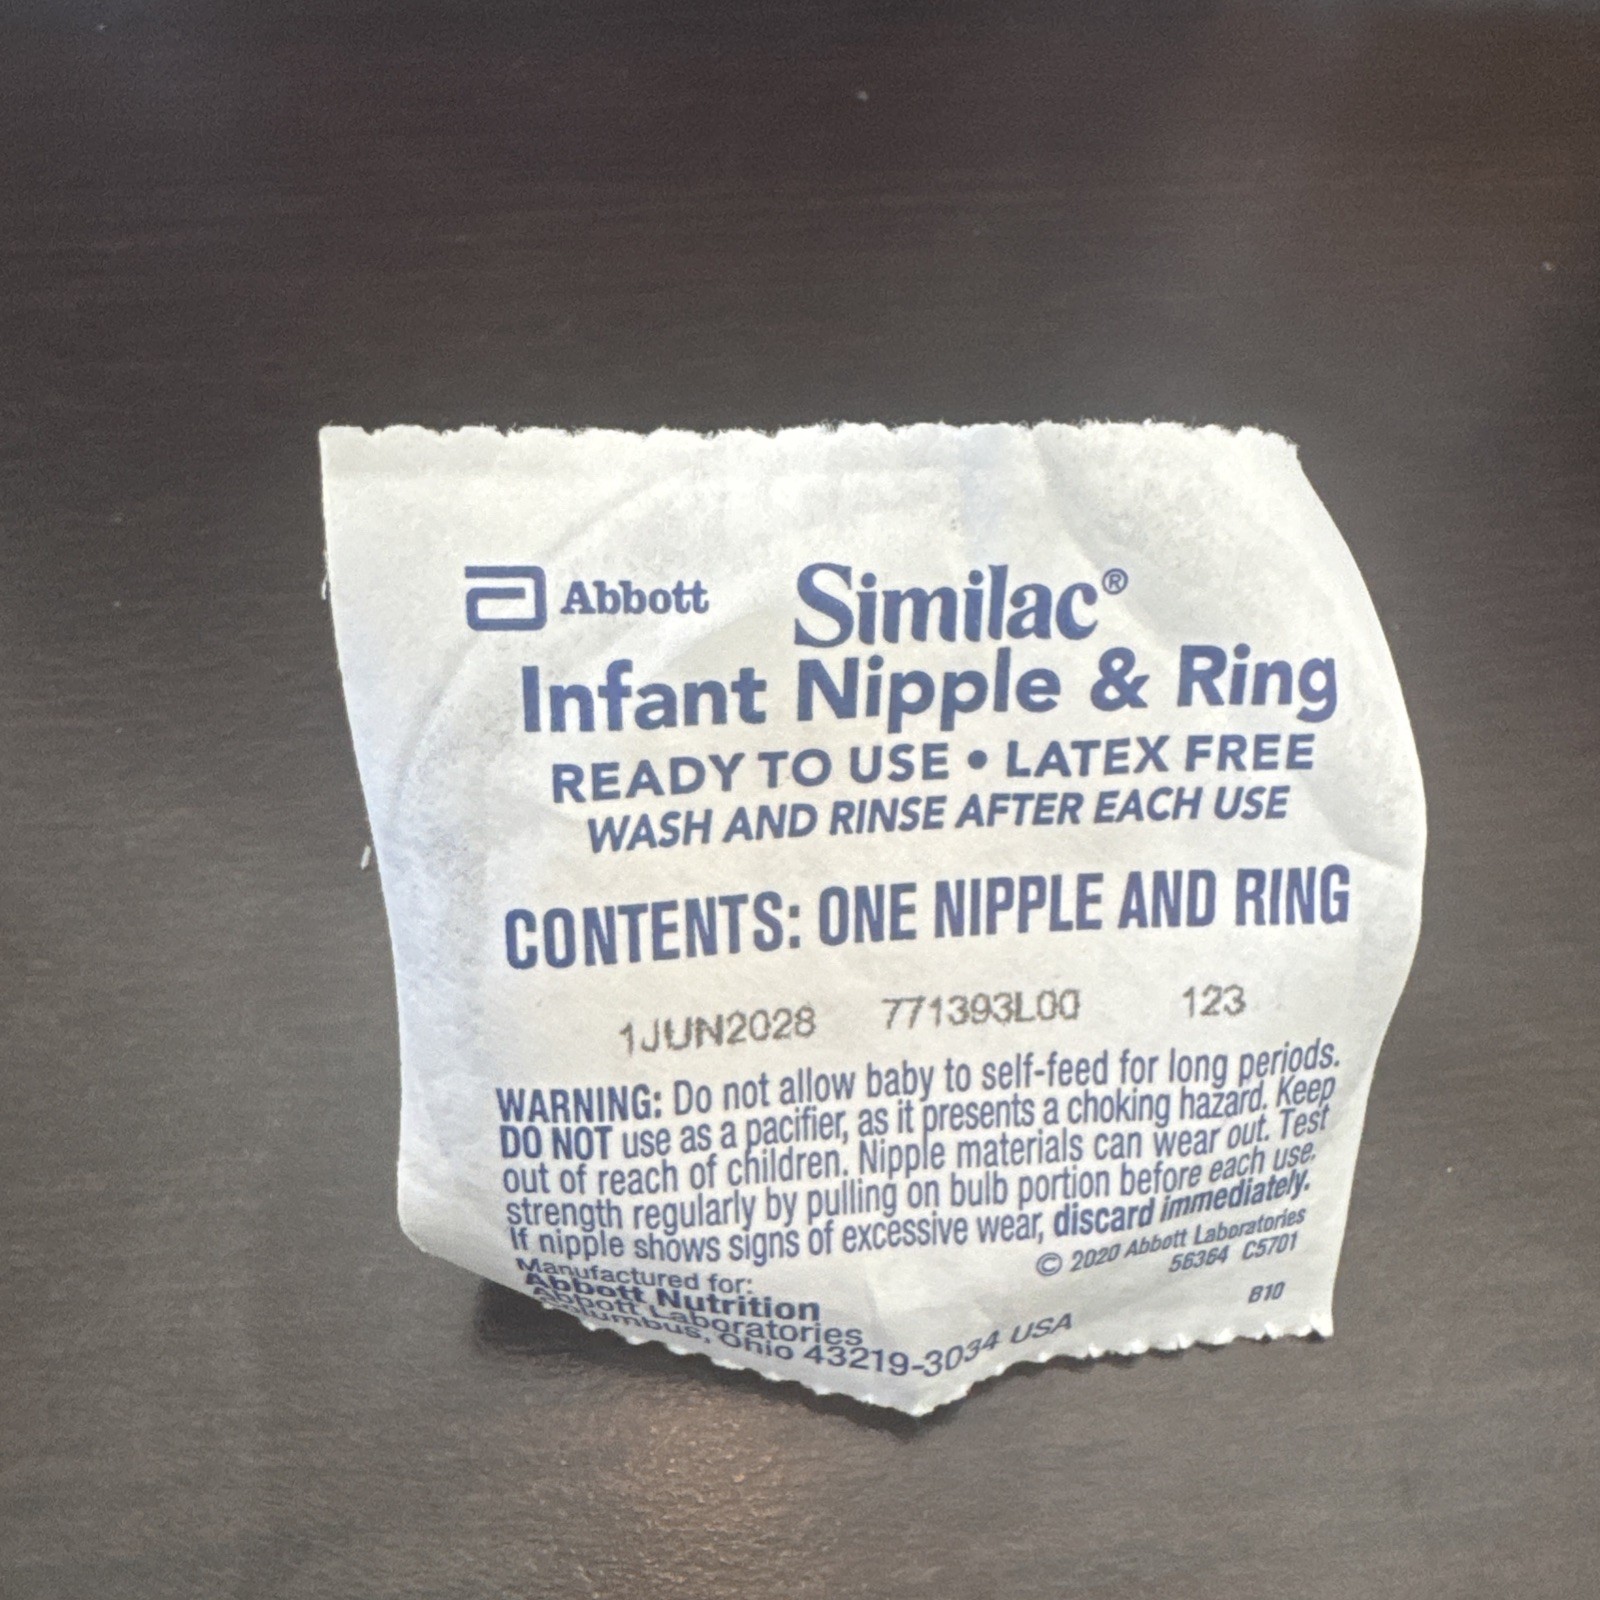 Abbott Similac®
Infant Nipple & Ring
READY TO USE • LATEX FREE
WASH AND RINSE AFTER EACH USE
CONTENTS: ONE NIPPLE AND RING
1JUN2028 771393L00 123
WARNING: Do not allow baby to self-feed for long periods.
DO NOT use as a pacifier, as it presents a choking hazard. Keep
out of reach of children. Nipple materials can wear out. Test
strength regularly by pulling on bulb portion before each use.
If nipple shows signs of excessive wear, discard immediately.
© 2020 Abbott Laboratories
56364 C5701
Manufactured for:
Abbott Nutrition
Abbott Laboratories
Columbus, Ohio 43219-3034 USA
B10